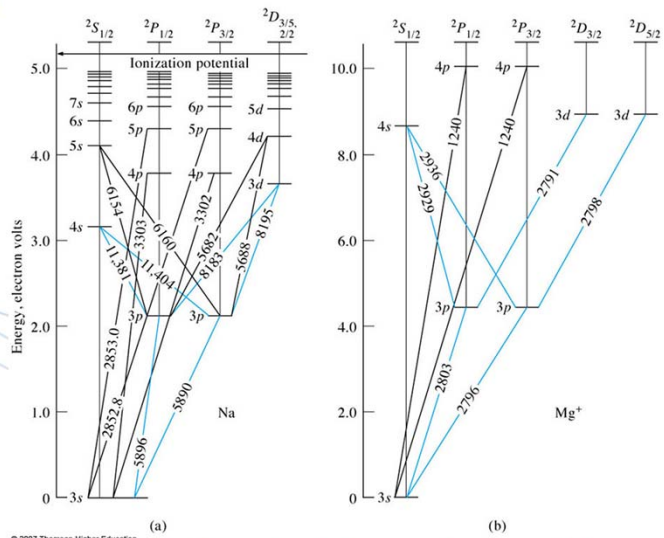 ²S₁/₂ ²P₁/₂ ²P₃/₂ ²D₃/₅, ₂/₂
Ionization potential
5.0
4.0
3.0
2.0
1.0
0
Energy, electron volts
7s
6s
5s
4s
3s
6p
5p
4p
3p
6p
5p
4p
3p
5d
4d
3d
6154
11,381
3303
6160
11,404
3302
5682
8183
5688
8195
2853.0
2852.8
5896
5890
Na
(a)
²S₁/₂ ²P₁/₂ ²P₃/₂ ²D₃/₂ ²D₅/₂
10.0
8.0
6.0
4.0
2.0
0
4s
3s
4p
3p
4p
3p
3d
3d
1240
1240
2936
2929
2791
2798
2803
2796
Mg⁺
(b)
© 2007 Thomson Higher Education